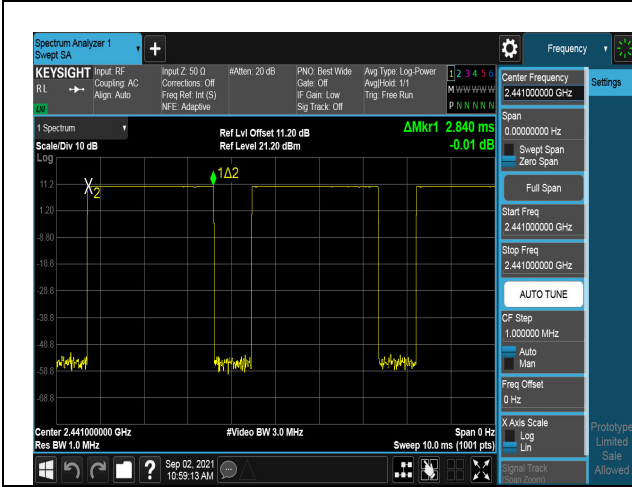 Spectrum Analyzer 1
Swept SA
Frequency
KEYSIGHT
RL
LW
Input: RF
Coupling: AC
Align: Auto
Input Z: 50 Ω
Corrections: Off
Freq Ref: Int (S)
NFE: Adaptive
#Atten: 20 dB
PNO: Best Wide
Gate: Off
IF Gain: Low
Sig Track: Off
Avg Type: Log-Power
Avg|Hold: 1/1
Trig: Free Run
1 2 3 4 5 6
M W W W W W
P N N N N N
Center Frequency
2.441000000 GHz
Settings
1 Spectrum
Scale/Div 10 dB
Log
Ref Lvl Offset 11.20 dB
Ref Level 21.20 dBm
ΔMkr1 2.840 ms
-0.01 dB
11.2
1.20
-8.80
-18.8
-28.8
-38.8
-48.8
-58.8
-68.8
X2
1Δ2
Span
0.00000000 Hz
Swept Span
Zero Span
Full Span
Start Freq
2.441000000 GHz
Stop Freq
2.441000000 GHz
AUTO TUNE
CF Step
1.000000 MHz
Auto
Man
Freq Offset
0 Hz
X Axis Scale
Log
Lin
Signal Track
(Span Zoom)
Prototype
Limited
Sale
Allowed
Center 2.441000000 GHz
Res BW 1.0 MHz
#Video BW 3.0 MHz
Span 0 Hz
Sweep 10.0 ms (1001 pts)
?
Sep 02, 2021
10:59:13 AM